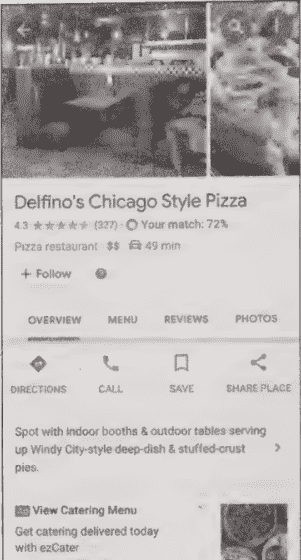 Delfino's Chicago Style Pizza
4.3 ★★★★★ (327) · Your match: 72%
Pizza restaurant · $$ 49 min
+ Follow
OVERVIEW MENU REVIEWS PHOTOS
DIRECTIONS CALL SAVE SHARE PLACE
Spot with indoor booths & outdoor tables serving
up Windy City-style deep-dish & stuffed-crust
pies.
View Catering Menu
Get catering delivered today
with ezCater